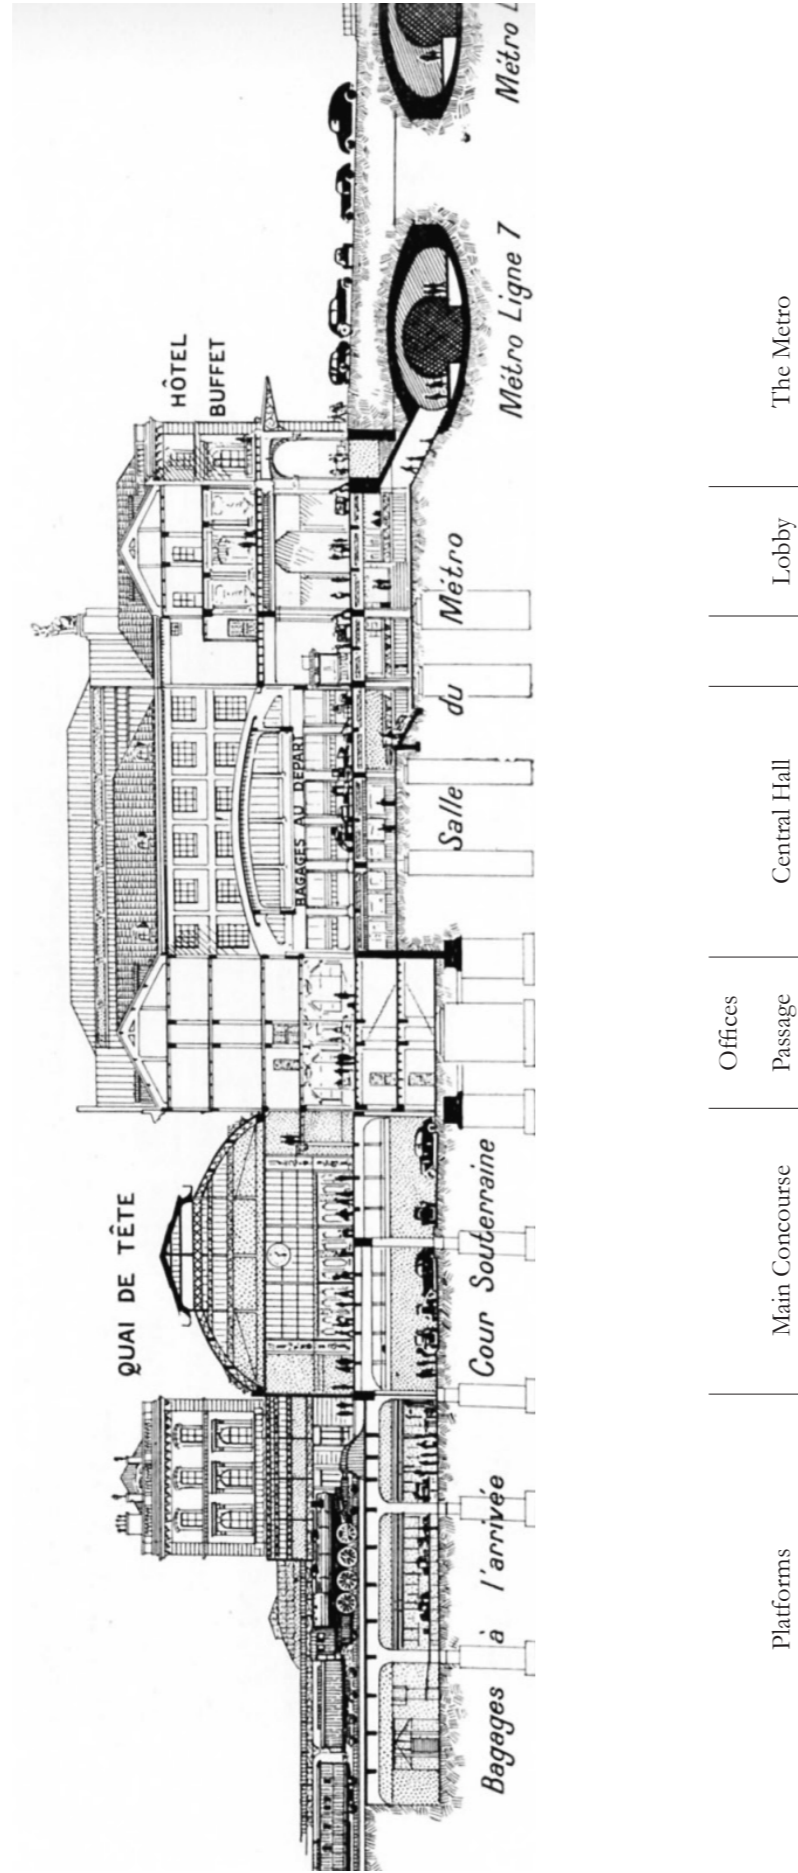 QUAI DE TÊTE
HÔTEL
BUFFET
BAGAGES AU DÉPART
Bagages à l'arrivée
Cour Souterraine
Salle du Métro
Métro Ligne 7
Métro L
Offices
Platforms
Main Concourse
Passage
Central Hall
Lobby
The Metro